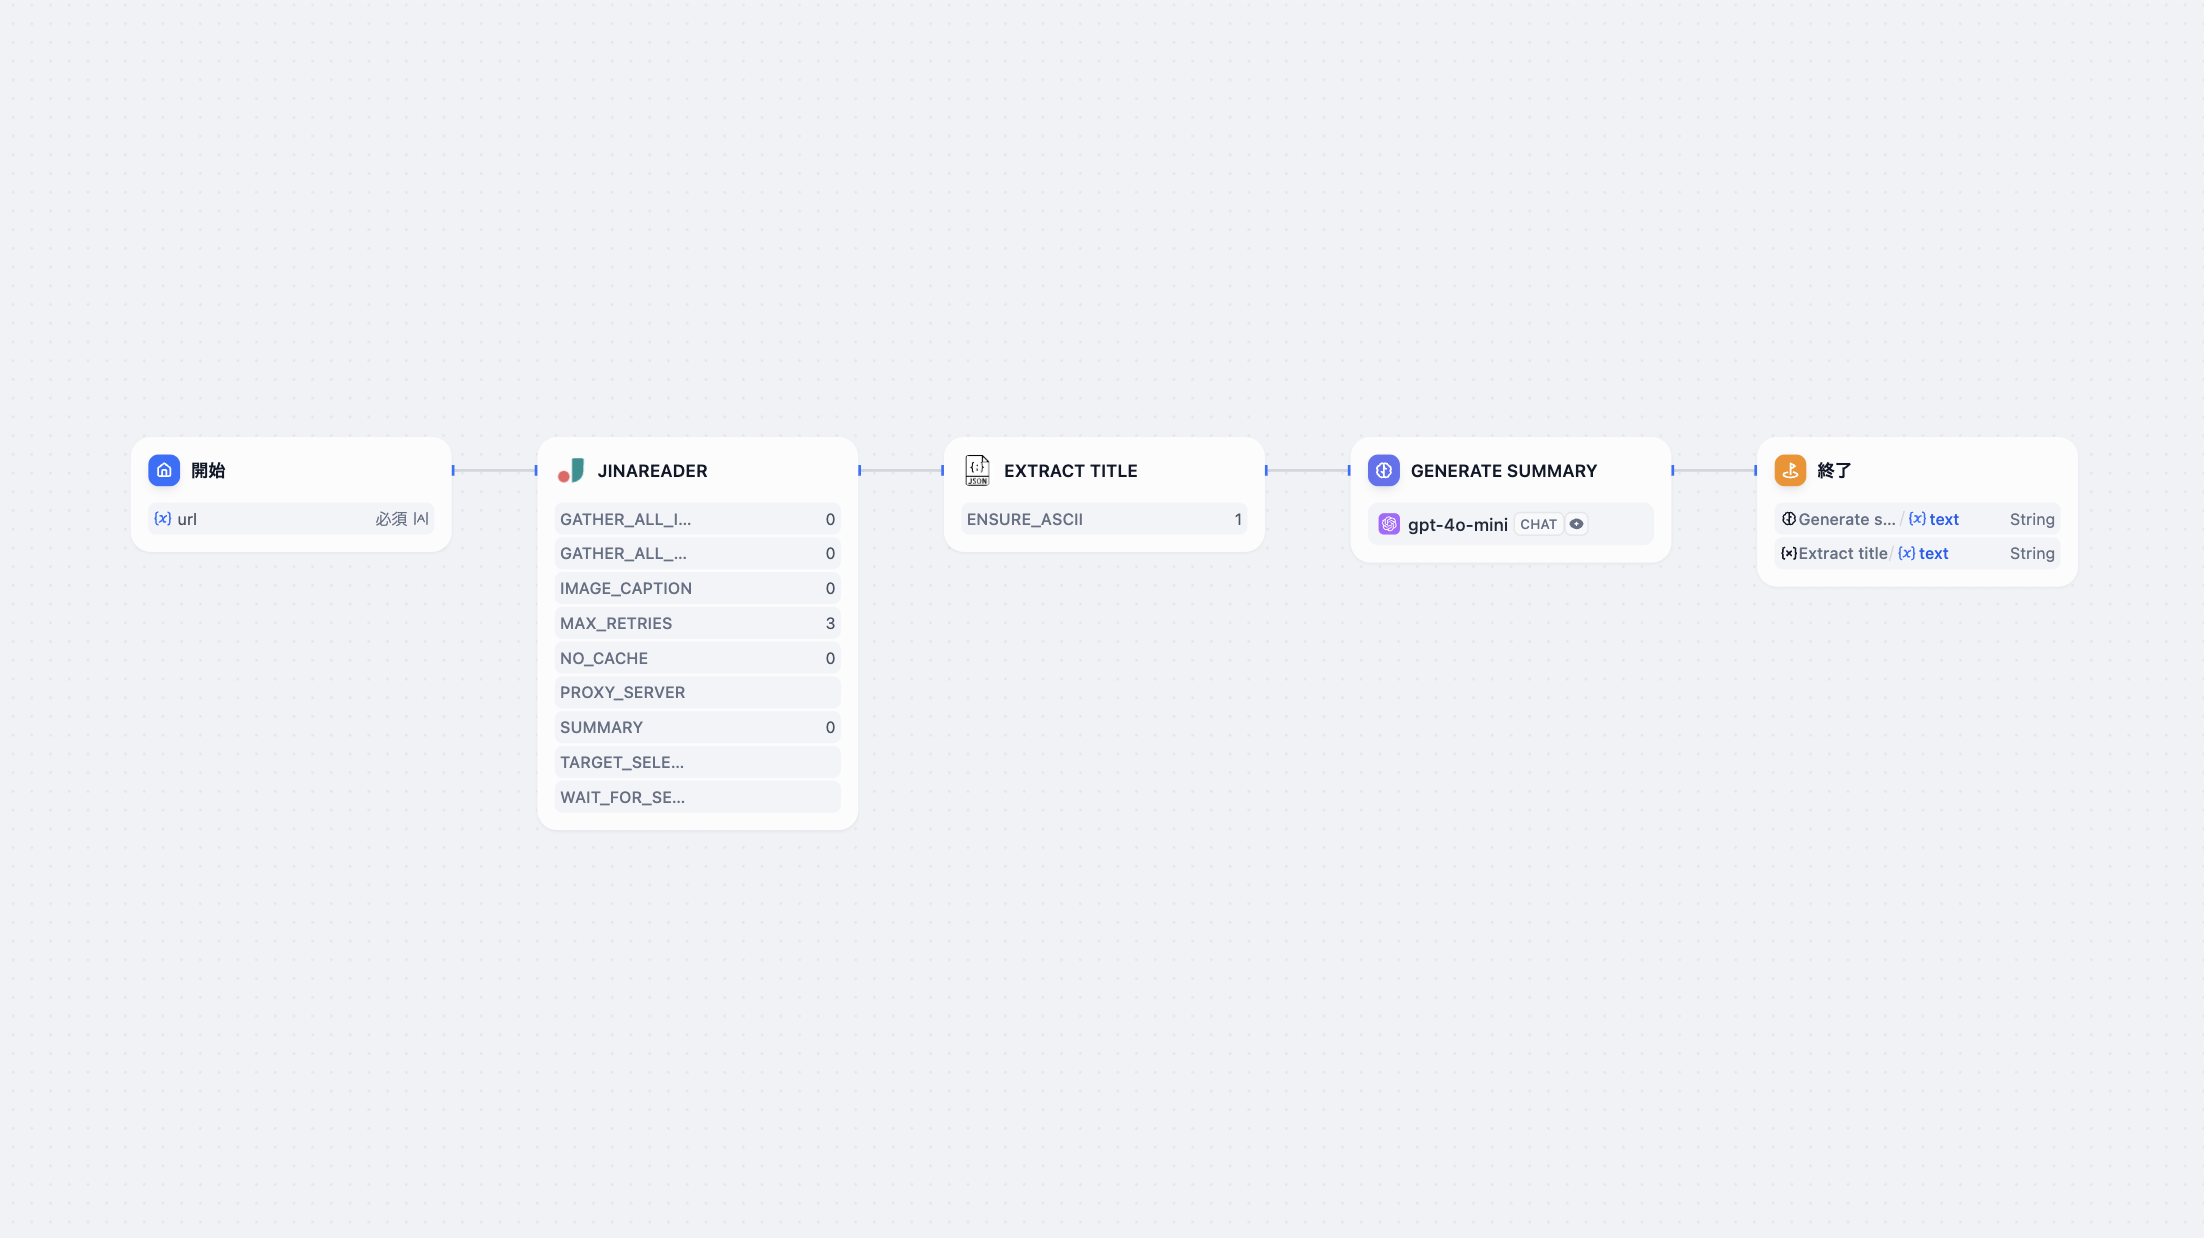 開始
{x} url 必須
JINAREADER
GATHER_ALL_I... 0
GATHER_ALL_... 0
IMAGE_CAPTION 0
MAX_RETRIES 3
NO_CACHE 0
PROXY_SERVER
SUMMARY 0
TARGET_SELE...
WAIT_FOR_SE...
{:} JSON
EXTRACT TITLE
ENSURE_ASCII 1
GENERATE SUMMARY
gpt-4o-mini CHAT
終了
Generate s... / {x} text String
{x} Extract title / {x} text String